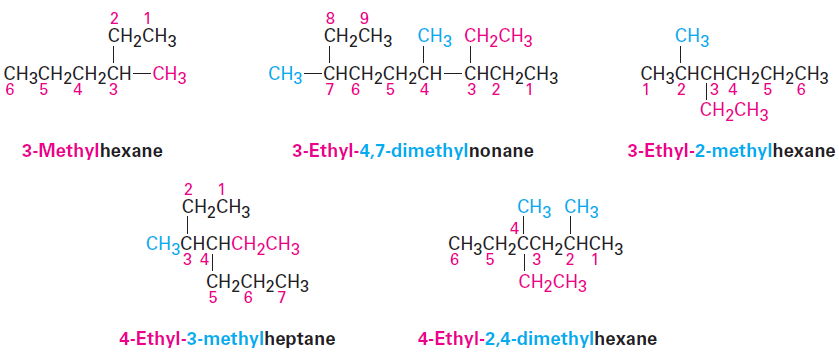 2 1
CH₂CH₃
CH₃CH₂CH₂CH—CH₃
6 5 4 3
3-Methylhexane
8 9
CH₂CH₃ CH₃ CH₂CH₃
CH₃—CHCH₂CH₂CH—CHCH₂CH₃
7 6 5 4 3 2 1
3-Ethyl-4,7-dimethylnonane
CH₃
CH₃CHCHCH₂CH₂CH₃
1 2 3 4 5 6
CH₂CH₃
3-Ethyl-2-methylhexane
2 1
CH₂CH₃
CH₃CHCHCH₂CH₃
3 4
CH₂CH₂CH₃
5 6 7
4-Ethyl-3-methylheptane
CH₃ CH₃
4
CH₃CH₂CCH₂CHCH₃
6 5 3 2 1
CH₂CH₃
4-Ethyl-2,4-dimethylhexane